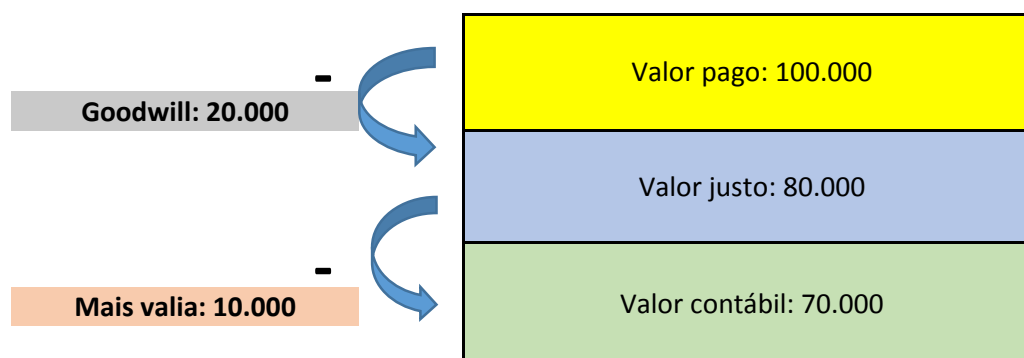 Valor pago: 100.000
-
Goodwill: 20.000
Valor justo: 80.000
-
Mais valia: 10.000
Valor contábil: 70.000